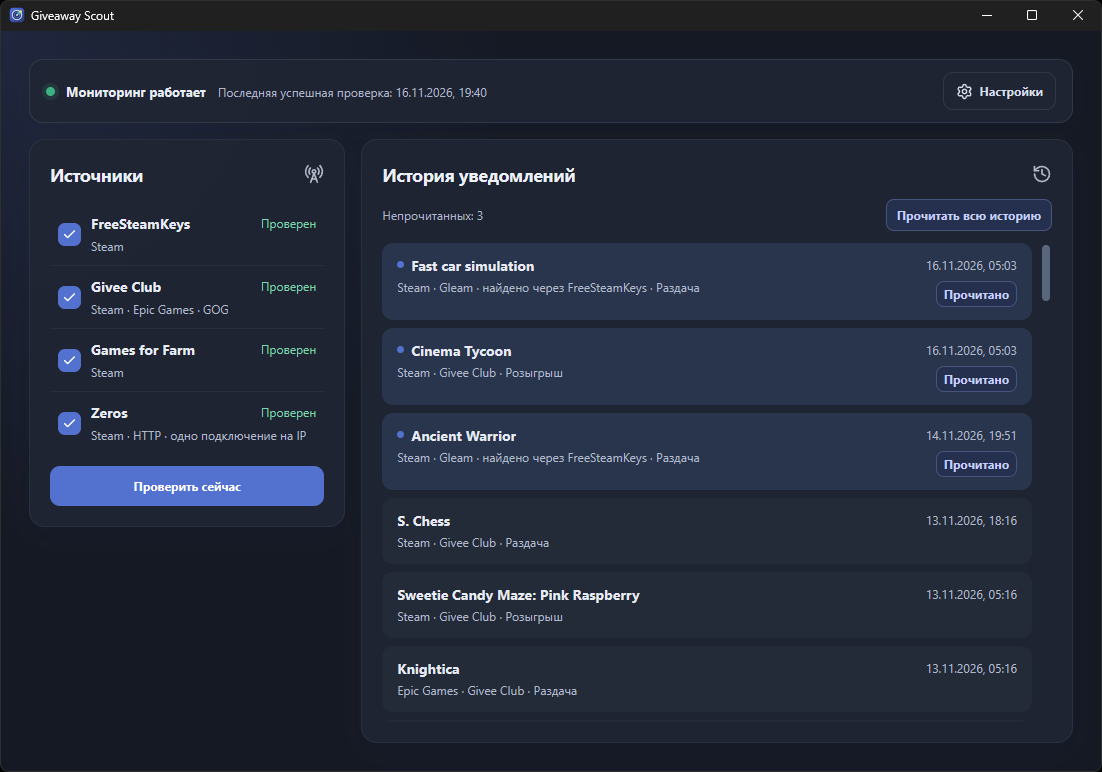 Giveaway Scout
Мониторинг работает Последняя успешная проверка: 16.11.2026, 19:40
Настройки
Источники
FreeSteamKeys Проверен
Steam
Givee Club Проверен
Steam · Epic Games · GOG
Games for Farm Проверен
Steam
Zeros Проверен
Steam · HTTP · одно подключение на IP
Проверить сейчас
История уведомлений
Непрочитанных: 3
Прочитать всю историю
Fast car simulation 16.11.2026, 05:03
Steam · Gleam · найдено через FreeSteamKeys · Раздача
Прочитано
Cinema Tycoon 16.11.2026, 05:03
Steam · Givee Club · Розыгрыш
Прочитано
Ancient Warrior 14.11.2026, 19:51
Steam · Gleam · найдено через FreeSteamKeys · Раздача
Прочитано
S. Chess 13.11.2026, 18:16
Steam · Givee Club · Раздача
Sweetie Candy Maze: Pink Raspberry 13.11.2026, 05:16
Steam · Givee Club · Розыгрыш
Knightica 13.11.2026, 05:16
Epic Games · Givee Club · Раздача